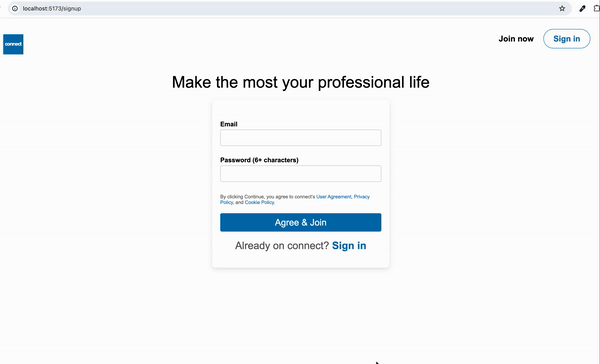 localhost:5173/signup
connect
Join now
Sign in
Make the most your professional life
Email
Password (6+ characters)
By clicking Continue, you agree to connect's User Agreement, Privacy
Policy, and Cookie Policy.
Agree & Join
Already on connect? Sign in